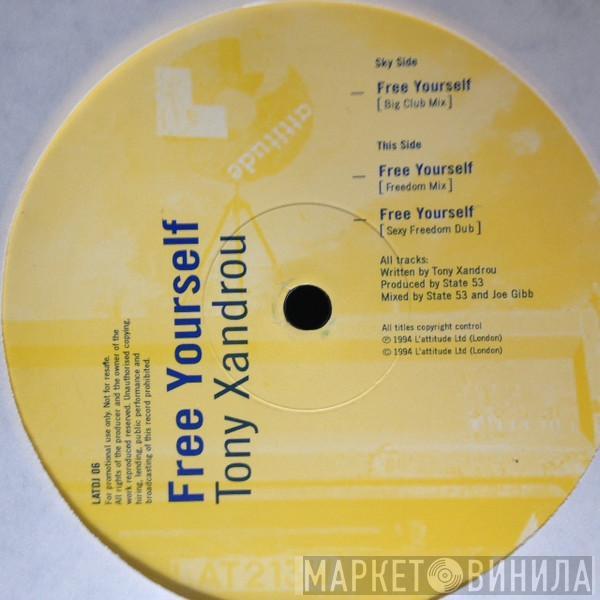 Sky Side
Free Yourself
[ Big Club Mix ]
This Side
Free Yourself
[ Freedom Mix ]
Free Yourself
[ Sexy Freedom Dub ]
All tracks:
Written by Tony Xandrou
Produced by State 53
Mixed by State 53 and Joe Gibb
All titles copyright control
℗ 1994 L'attitude Ltd (London)
© 1994 L'attitude Ltd (London)
L
attitude
Free Yourself
Tony Xandrou
LATDJ 06
For promotional use only. Not for resale.
All rights of the producer and the owner of the
work reproduced reserved. Unauthorised copying,
hiring, lending, public performance and
broadcasting of this record prohibited.
LAT213
МАРКЕТ ВИНИЛА